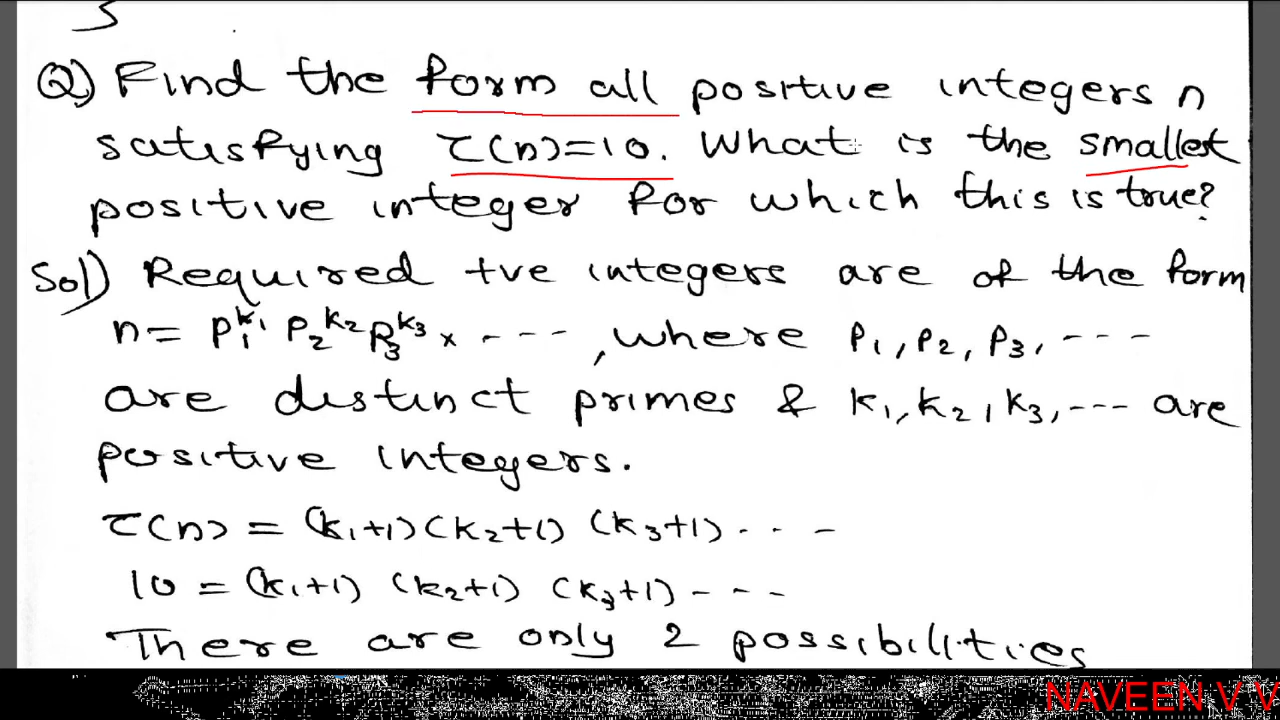 Q) Find the form all positive integers n
satisfying τ(n)=10. What is the smallest
positive integer for which this is true?
Sol) Required +ve integers are of the form
n = p₁^k₁ p₂^k₂ p₃^k₃ × - - - -, where p₁, p₂, p₃, - - - -
are distinct primes & k₁, k₂, k₃, --- are
positive integers.
τ(n) = (k₁+1) (k₂+1) (k₃+1) - - -
10 = (k₁+1) (k₂+1) (k₃+1) - - -
There are only 2 possibilities
NAVEEN V V